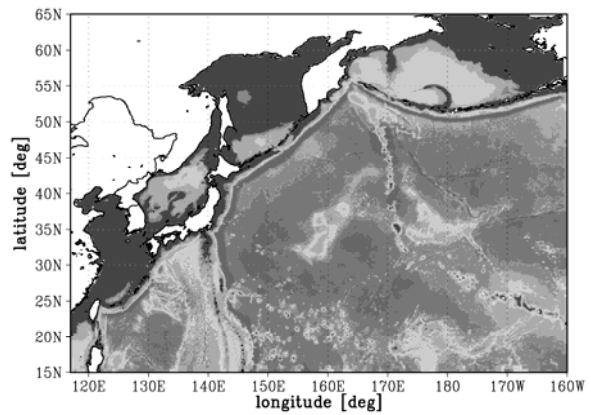 65N
60N
55N
50N
45N
40N
35N
30N
25N
20N
15N
latitude [deg]
120E 130E 140E 150E 160E 170E 180 170W 160W
longitude [deg]